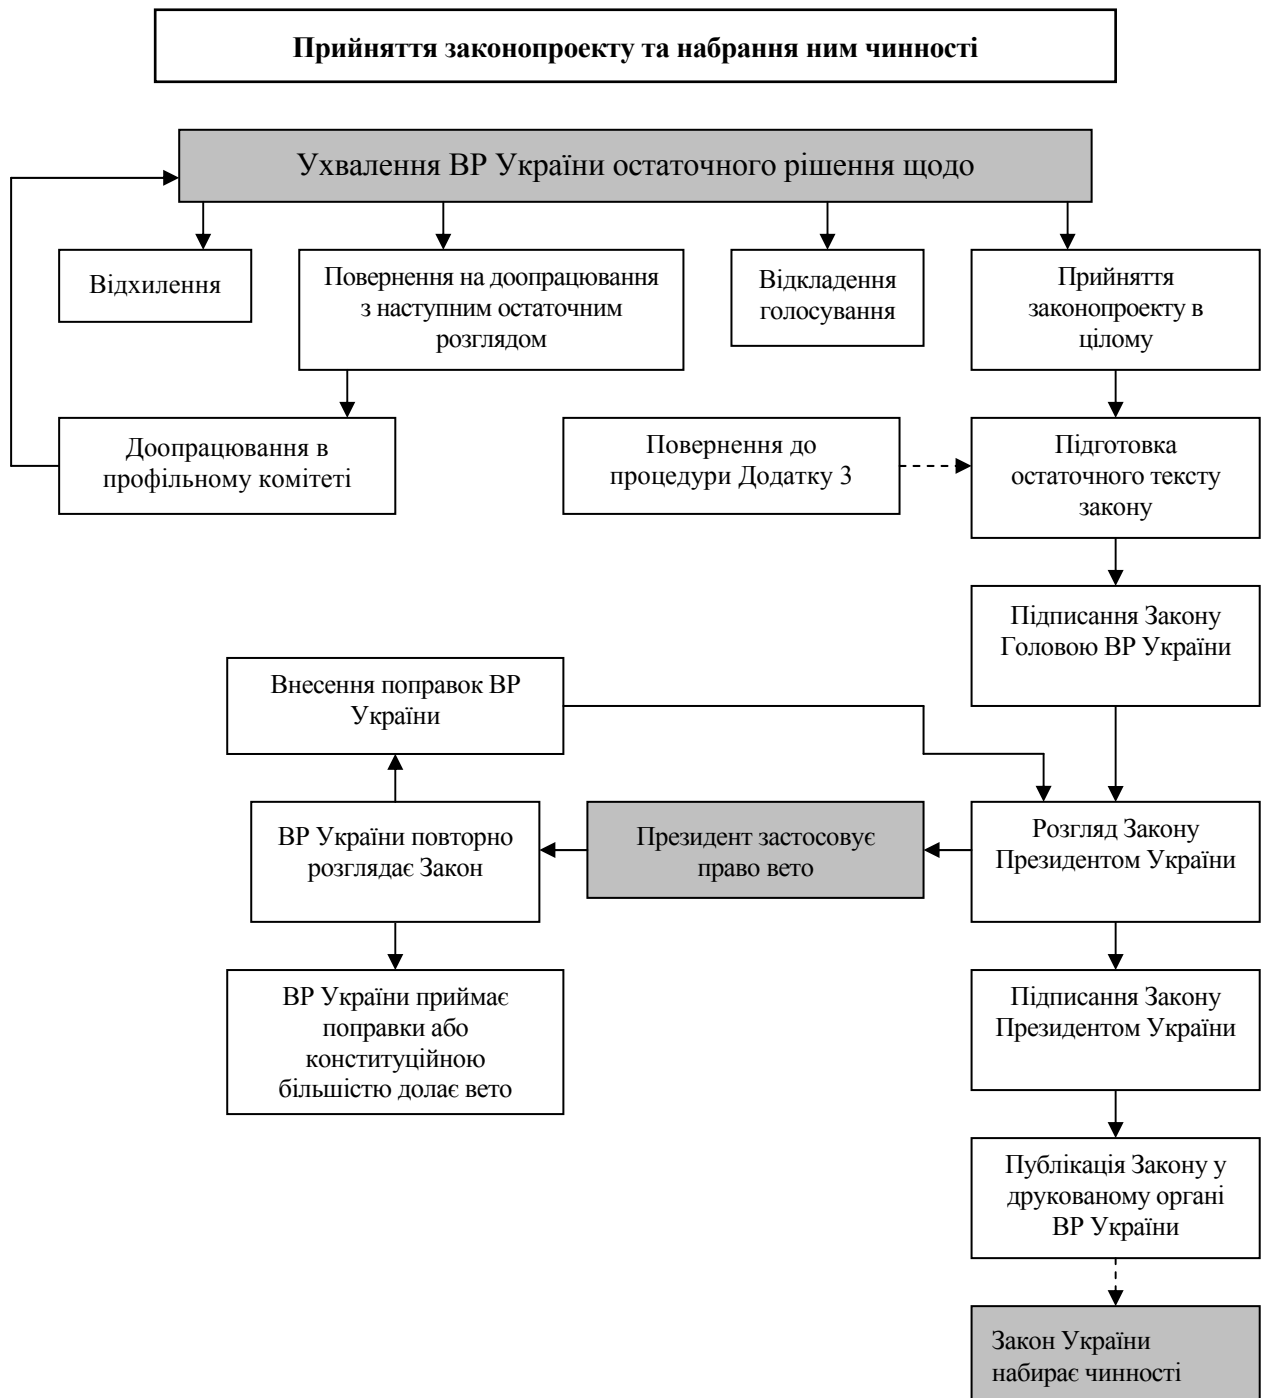 Прийняття законопроекту та набрання ним чинності
Ухвалення ВР України остаточного рішення щодо
Відхилення
Повернення на доопрацювання
з наступним остаточним
розглядом
Відкладення
голосування
Прийняття
законопроекту в
цілому
Доопрацювання в
профільному комітеті
Повернення до
процедури Додатку 3
Підготовка
остаточного тексту
закону
Підписання Закону
Головою ВР України
Внесення поправок ВР
України
ВР України повторно
розглядає Закон
Президент застосовує
право вето
Розгляд Закону
Президентом України
ВР України приймає
поправки або
конституційною
більшістю долає вето
Підписання Закону
Президентом України
Публікація Закону у
друкованому органі
ВР України
Закон України
набирає чинності